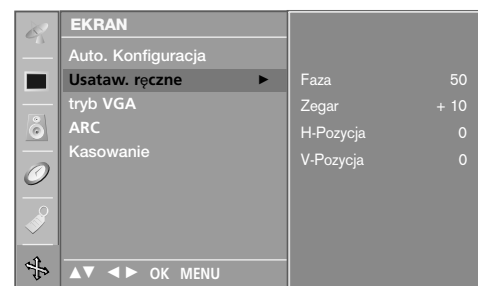 EKRAN
Auto. Konfiguracja
Usataw. ręczne ►
tryb VGA
ARC
Kasowanie
▲▼ ◄► OK MENU
Faza 50
Zegar + 10
H-Pozycja 0
V-Pozycja 0